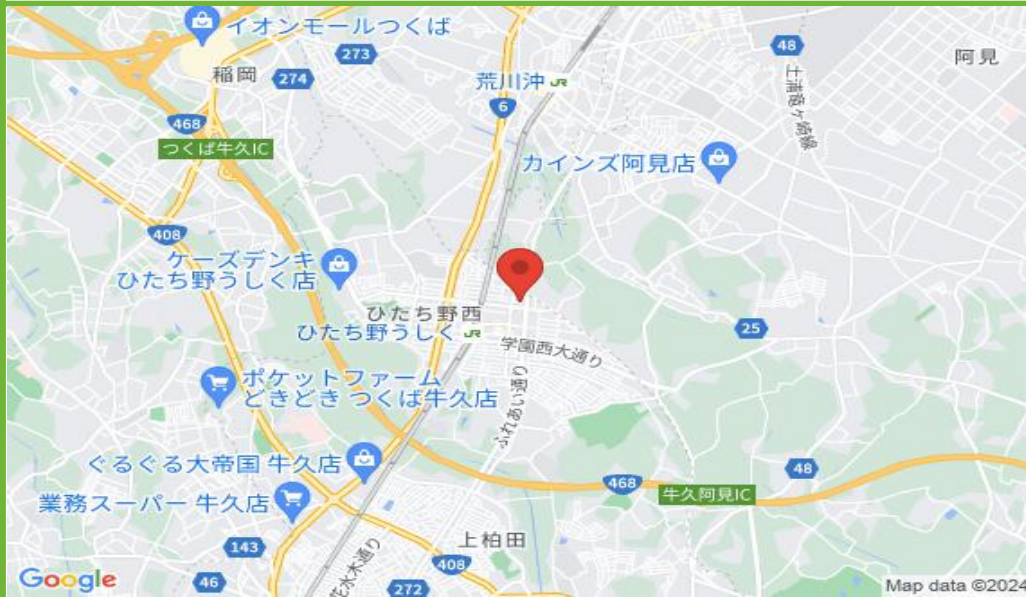 イオンモールつくば
稲岡
274
273
荒川沖 JR
6
48
土浦竜ヶ崎線
阿見
468
つくば牛久IC
カインズ阿見店
408
ケーズデンキ
ひたち野うしく店
ひたち野西
ひたち野うしく JR
学園西大通り
25
ポケットファーム
どきどき つくば牛久店
ふれあい通り
ぐるぐる大帝国 牛久店
468
48
牛久阿見IC
業務スーパー 牛久店
143
上柏田
408
花水木通り
46
272
Google
Map data ©2024